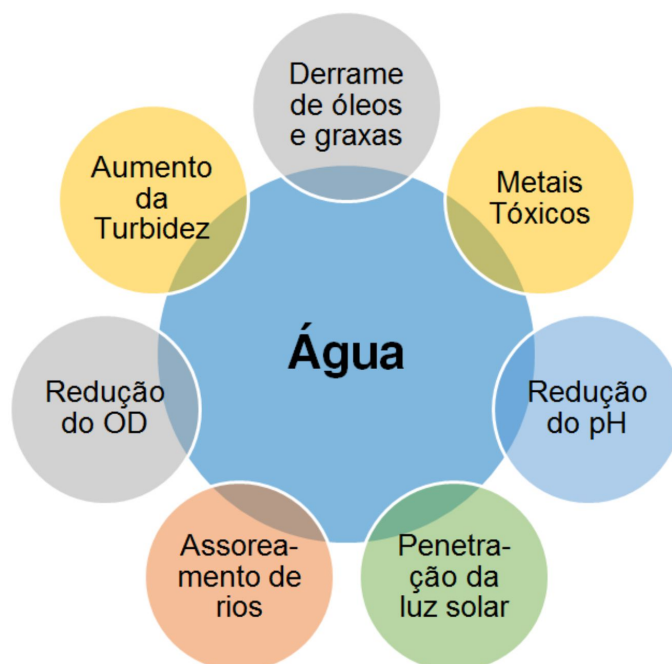 Derrame
de óleos
e graxas
Metais
Tóxicos
Redução
do pH
Penetra-
ção da
luz solar
Assorea-
mento de
rios
Redução
do OD
Aumento
da
Turbidez
Água